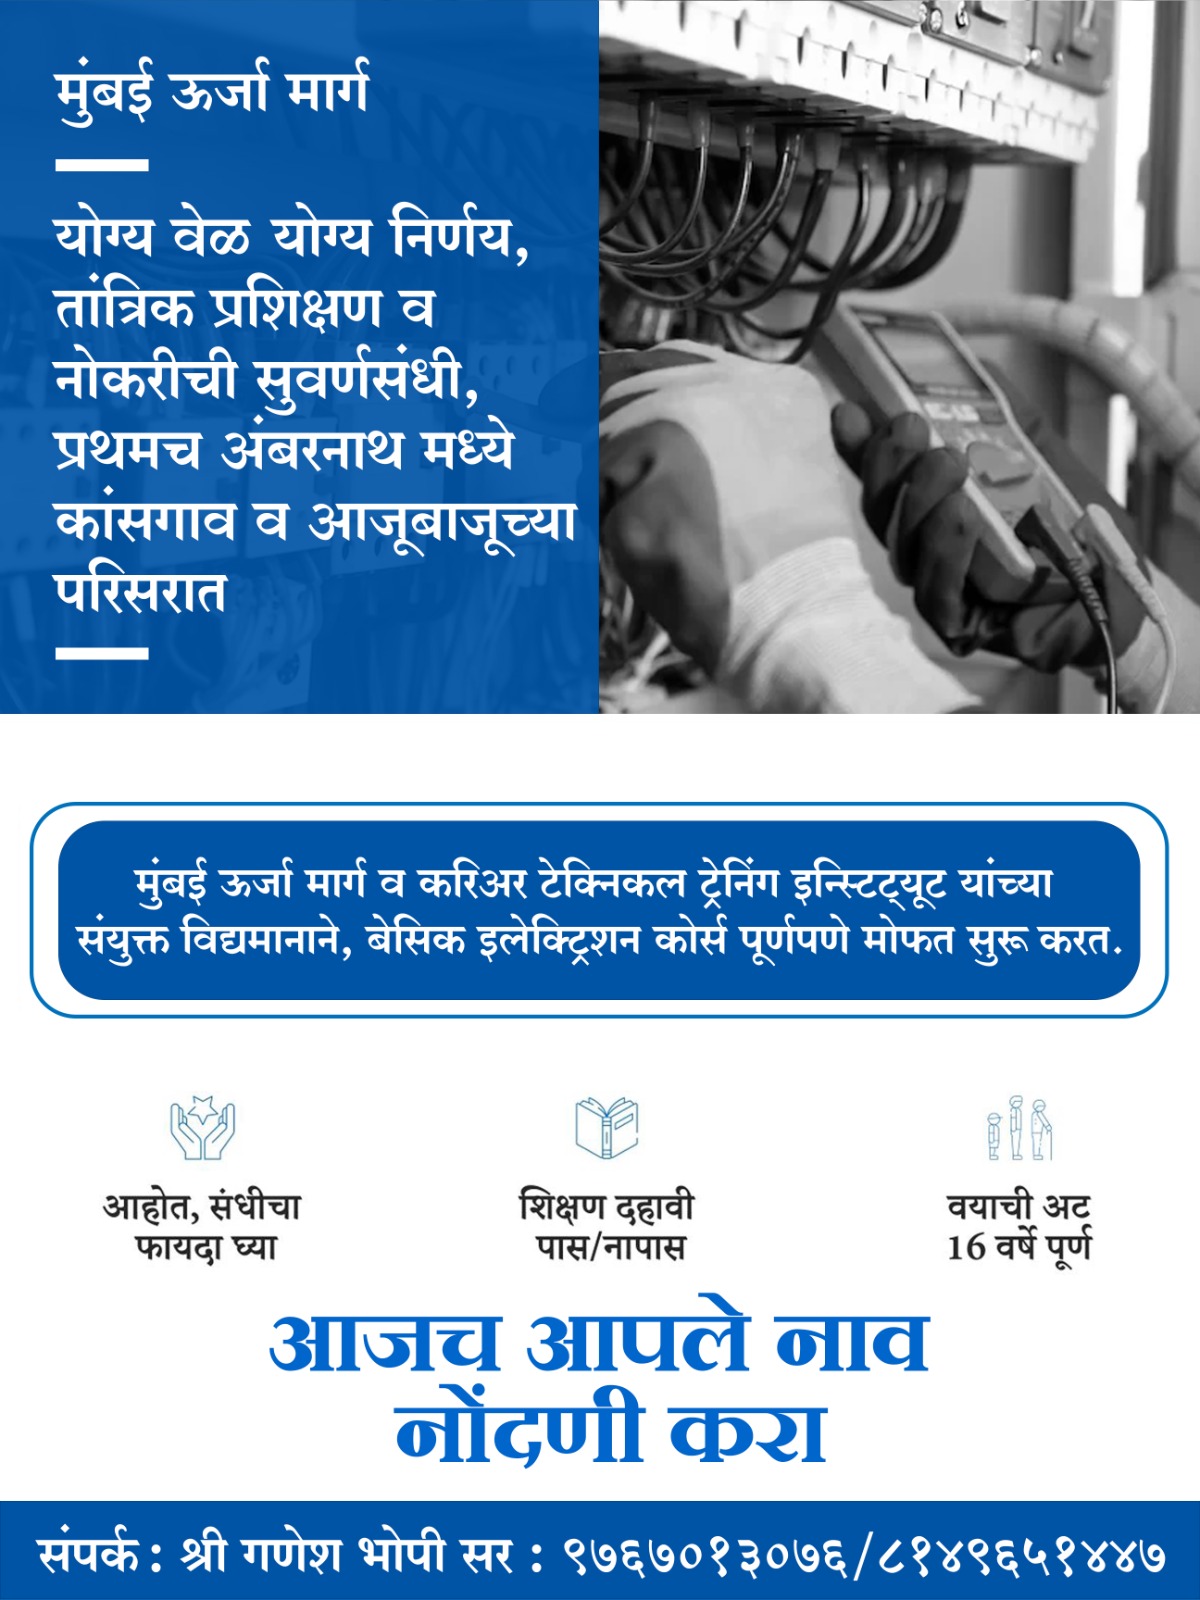 मुंबई ऊर्जा मार्ग
योग्य वेळ योग्य निर्णय,
तांत्रिक प्रशिक्षण व
नोकरीची सुवर्णसंधी,
प्रथमच अंबरनाथ मध्ये
कांसगाव व आजूबाजूच्या
परिसरात
मुंबई ऊर्जा मार्ग व करिअर टेक्निकल ट्रेनिंग इन्स्टिट्यूट यांच्या
संयुक्त विद्यमानाने, बेसिक इलेक्ट्रिशन कोर्स पूर्णपणे मोफत सुरू करत.
आहोत, संधीचा
फायदा घ्या
शिक्षण दहावी
पास/नापास
वयाची अट
16 वर्षे पूर्ण
आजच आपले नाव
नोंदणी करा
संपर्क : श्री गणेश भोपी सर : ९७६७०१३०७६/८१४९६५१४४७